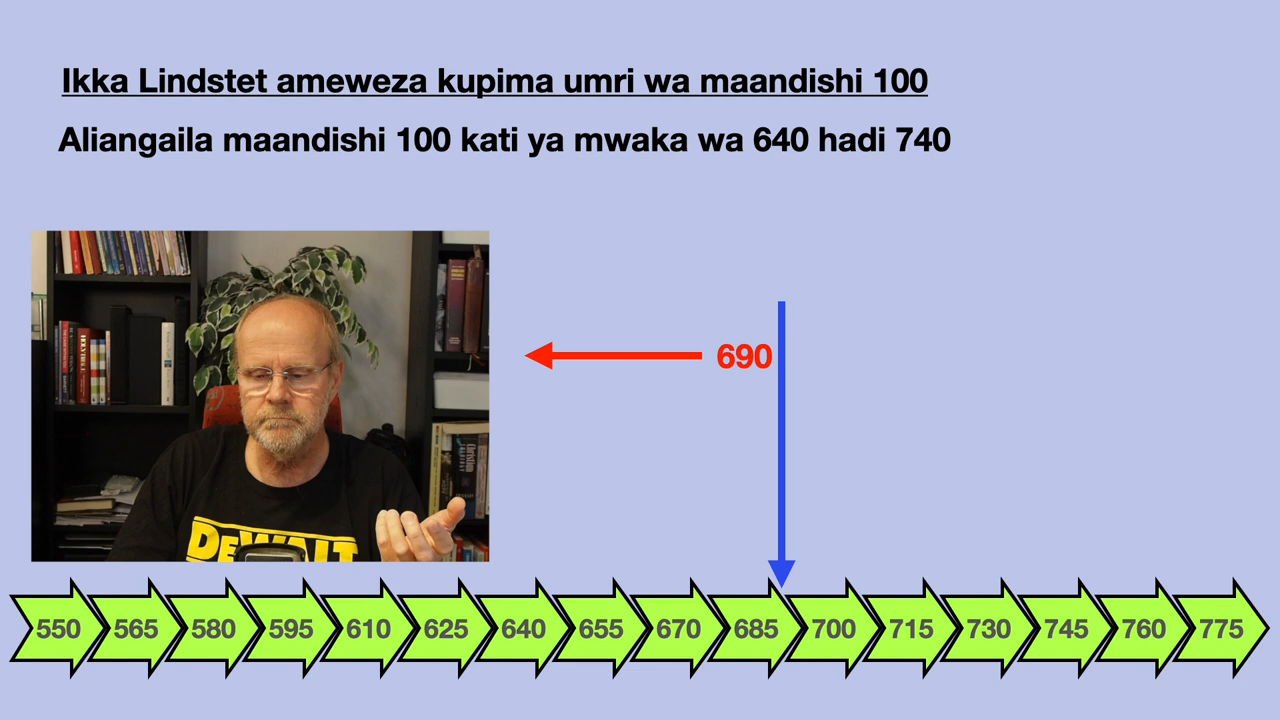 Ikka Lindstet ameweza kupima umri wa maandishi 100
Aliangaila maandishi 100 kati ya mwaka wa 640 hadi 740
690
DEWALT
550 565 580 595 610 625 640 655 670 685 700 715 730 745 760 775